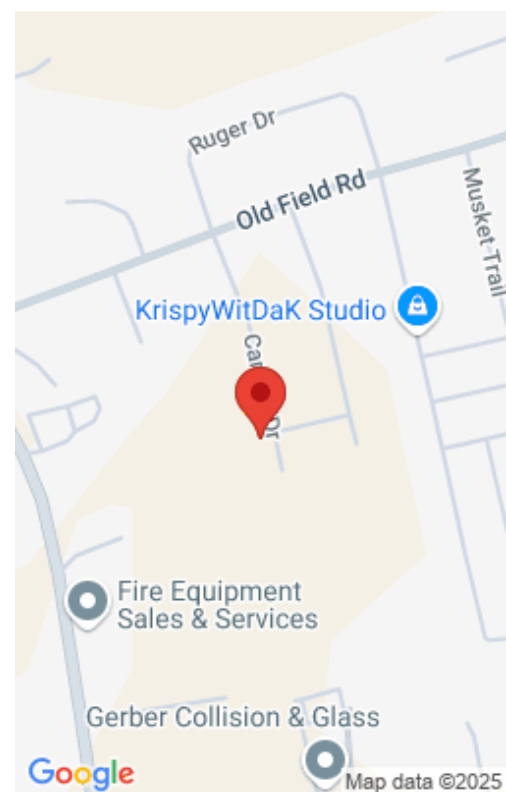 Ruger Dr
Old Field Rd
Musket Trail
KrispyWitDaK Studio
Fire Equipment
Sales & Services
Gerber Collision & Glass
Google
Map data ©2025